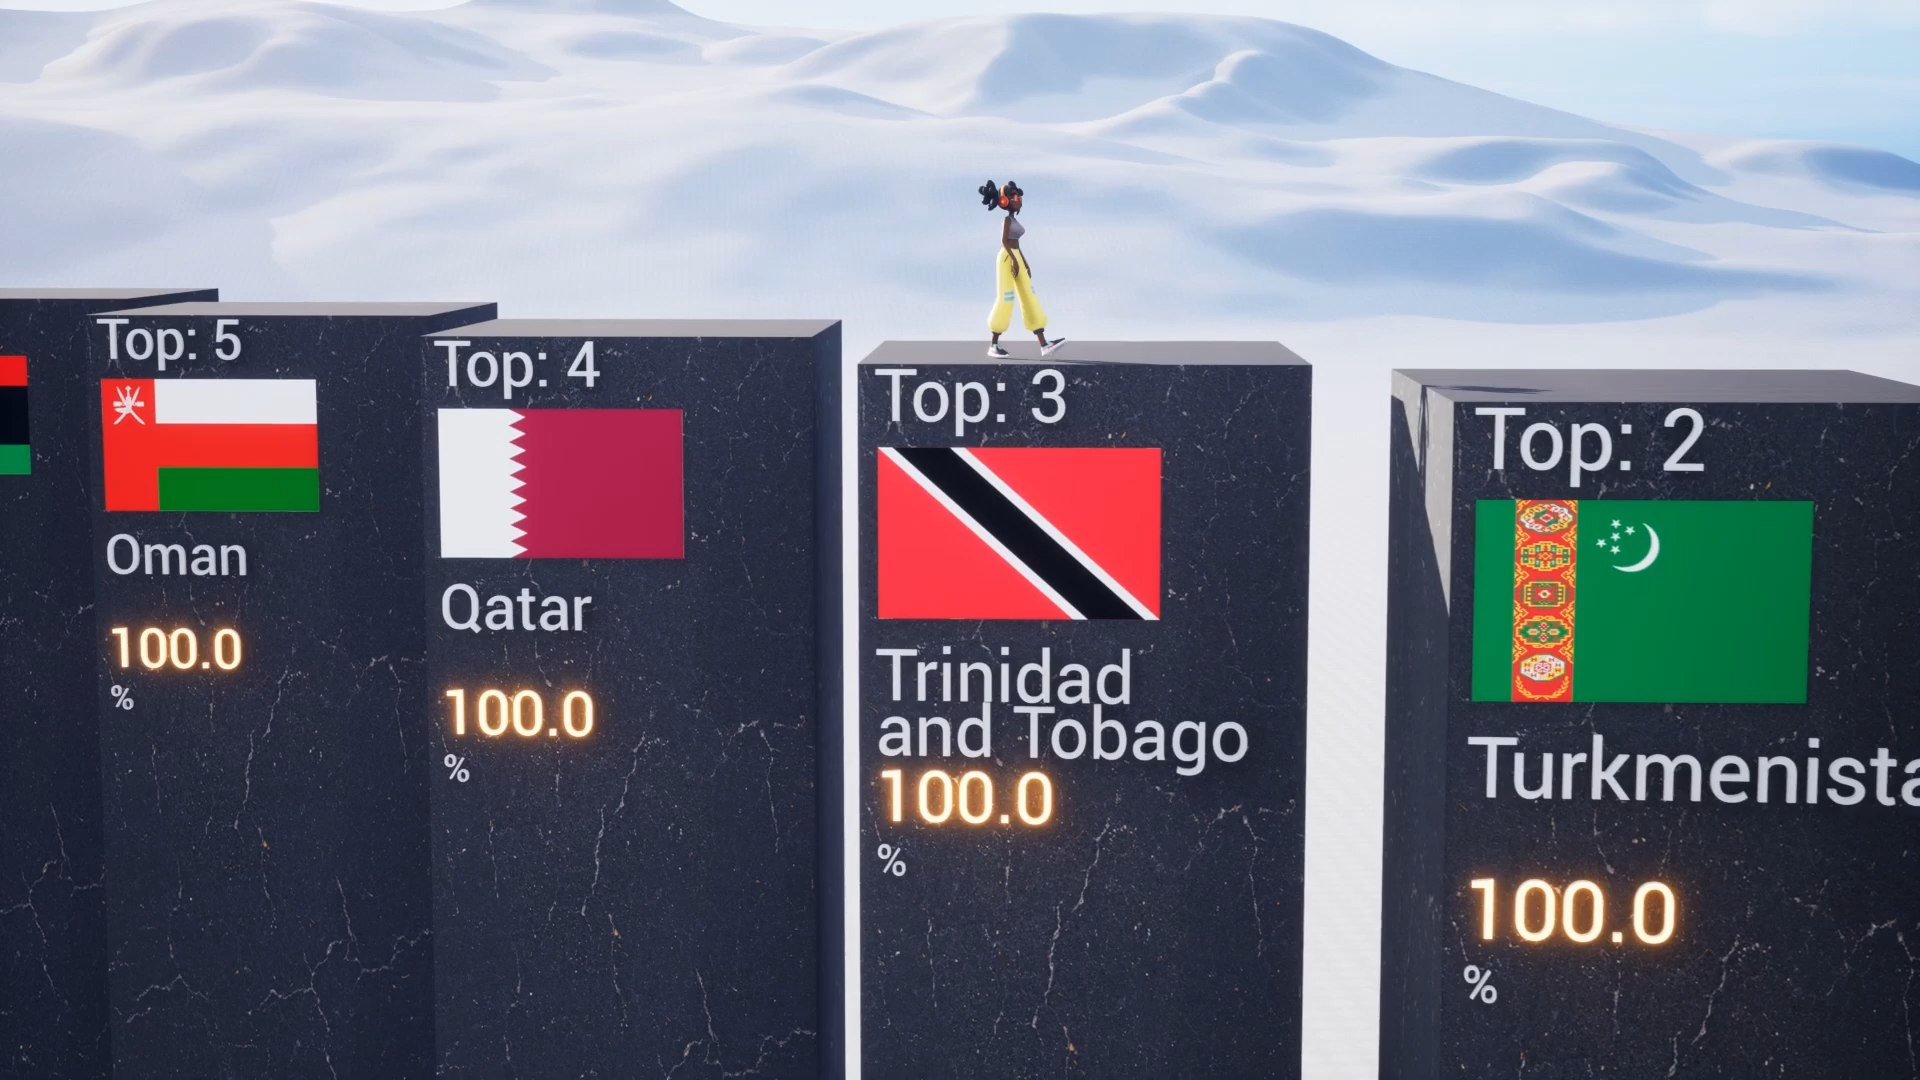 Top: 5
Oman
100.0
%
Top: 4
Qatar
100.0
%
Top: 3
Trinidad
and Tobago
100.0
%
Top: 2
Turkmenista
100.0
%